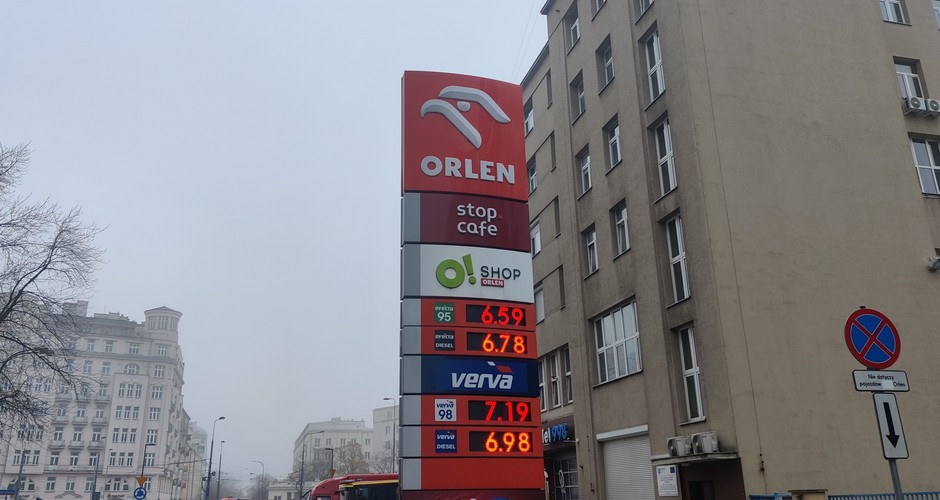 ORLEN
stop
cafe
O! SHOP
ORLEN
efecta
95
6.59
efecta
DIESEL
6.78
verva
verva
98
7.19
verva
DIESEL
6.98
Nie dotyczy
pojazdów Orlen